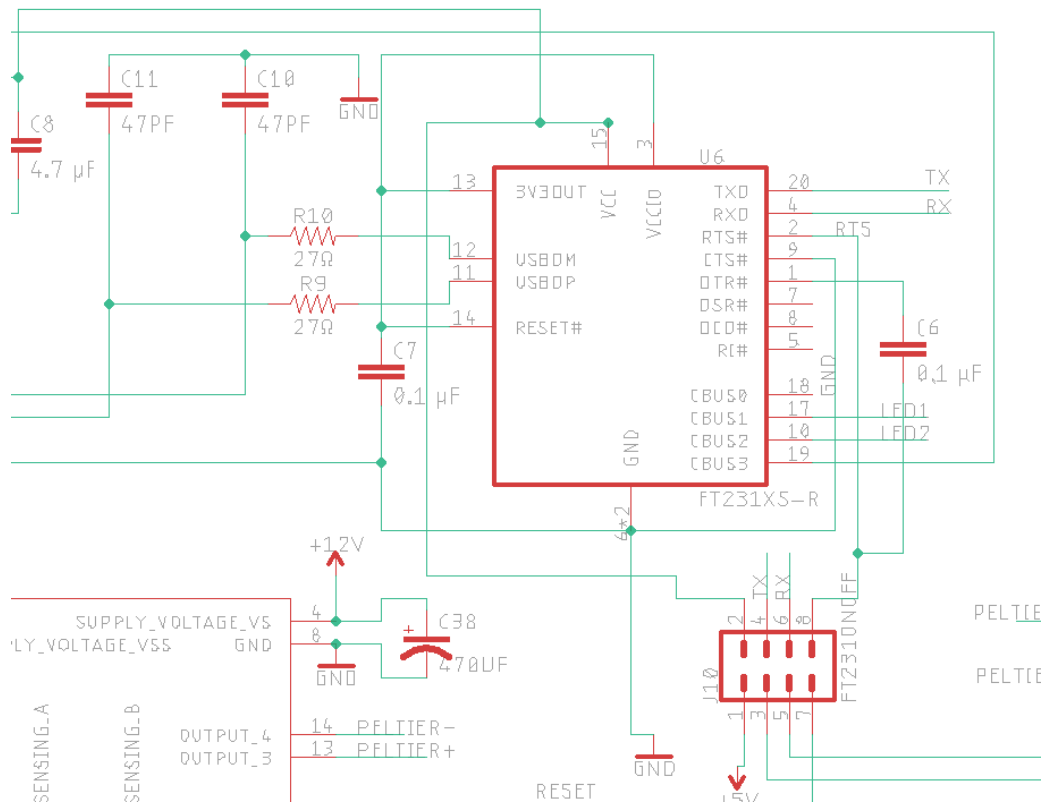 C11
47PF
C10
47PF
GND
C8
4.7 µF
15
3
U6
13
3V3OUT
VCC
VCCIO
TXD
20
TX
RXD
4
RX
RTS#
2
RTS
R10
27Ω
12
USBDM
CTS#
9
R9
27Ω
11
USBDP
DTR#
1
DSR#
7
14
RESET#
DCD#
8
RI#
5
C7
0.1 µF
C6
0.1 µF
GND
CBUS0
18
CBUS1
17
LED1
CBUS2
10
LED2
CBUS3
19
GND
6*2
FT231XS-R
+12V
SUPPLY_VOLTAGE_VS
4
LY_VOLTAGE_VSS
GND
8
GND
C38
470UF
TX
RX
2
4
6
8
J10
FT231ONOFF
1
3
5
7
PELTIE
PELTIE
SENSING_A
SENSING_B
OUTPUT_4
14
PELTIER-
OUTPUT_3
13
PELTIER+
GND
+5V
RESET